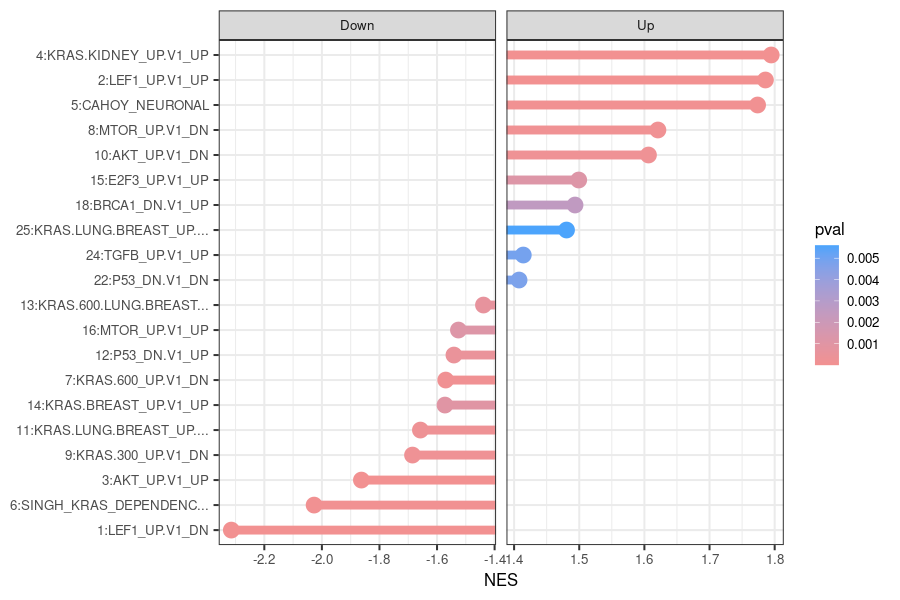 Down
Up
4:KRAS.KIDNEY_UP.V1_UP
2:LEF1_UP.V1_UP
5:CAHOY_NEURONAL
8:MTOR_UP.V1_DN
10:AKT_UP.V1_DN
15:E2F3_UP.V1_UP
18:BRCA1_DN.V1_UP
25:KRAS.LUNG.BREAST_UP....
24:TGFB_UP.V1_UP
22:P53_DN.V1_DN
13:KRAS.600.LUNG.BREAST...
16:MTOR_UP.V1_UP
12:P53_DN.V1_UP
7:KRAS.600_UP.V1_DN
14:KRAS.BREAST_UP.V1_UP
11:KRAS.LUNG.BREAST_UP....
9:KRAS.300_UP.V1_DN
3:AKT_UP.V1_UP
6:SINGH_KRAS_DEPENDENC...
1:LEF1_UP.V1_DN
-2.2 -2.0 -1.8 -1.6 -1.4
1.4 1.5 1.6 1.7 1.8
NES
pval
0.005
0.004
0.003
0.002
0.001